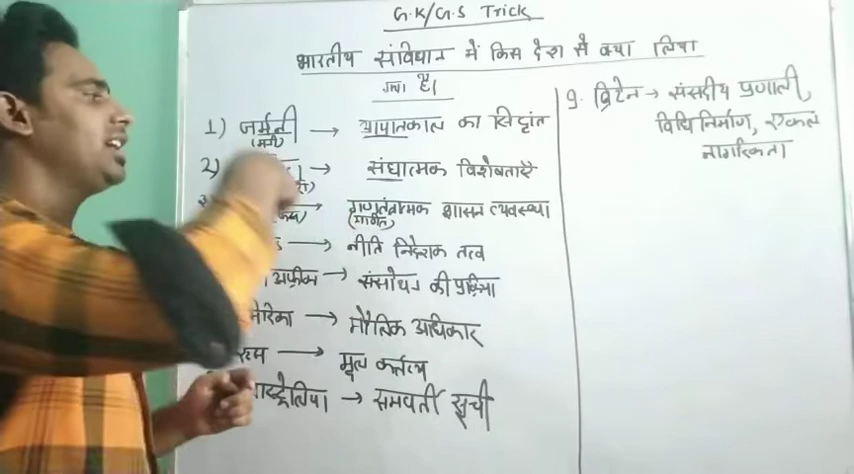 G.K/G.S Trick
भारतीय संविधान में किस देश से क्या लिया
गया है।
1) जर्मनी → आपातकाल का सिद्धांत
(मनी)
2) → संघात्मक विशेषताएँ
→ गणतंत्रात्मक शासन व्यवस्था
→ नीति निदेशक तत्व
अफ्रीका → संसोधन की प्रक्रिया
मेरिका → मौलिक अधिकार
रूस → मूल कर्त्तव्य
→ समवर्ती सूची
9. ब्रिटेन → संसदीय प्रणाली,
विधि निर्माण, एकल
नागरिकता